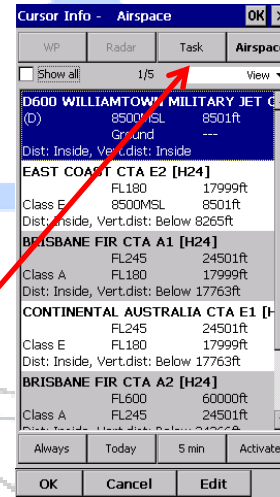 Cursor Info - Airspace OK
WP Radar Task Airspac
Show all 1/5 View
D600 WILLIAMTOWN MILITARY JET C
(D) 8500MSL 8501ft
Ground ---
Dist: Inside, Vert.dist: Inside
EAST COAST CTA E2 [H24]
FL180 17999ft
Class E 8500MSL 8501ft
Dist: Inside, Vert.dist: Below 8265ft
BRISBANE FIR CTA A1 [H24]
FL245 24501ft
Class A FL180 17999ft
Dist: Inside, Vert.dist: Below 17763ft
CONTINENTAL AUSTRALIA CTA E1 [H
FL245 24501ft
Class E FL180 17999ft
Dist: Inside, Vert.dist: Below 17763ft
BRISBANE FIR CTA A2 [H24]
FL600 60000ft
Class A FL245 24501ft
Always Today 5 min Activate
OK Cancel Edit